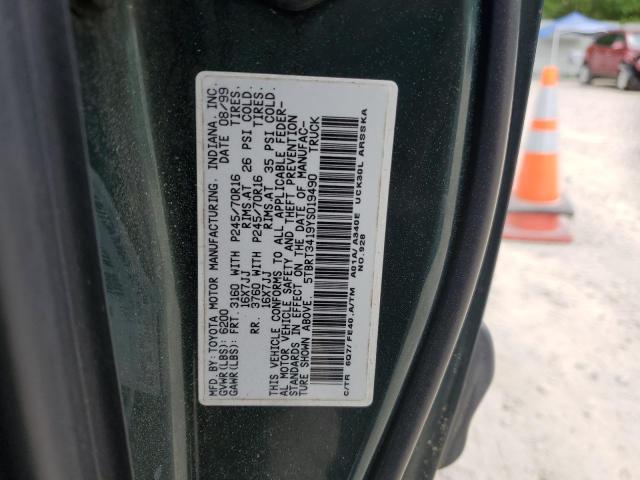 MFD.BY:TOYOTA MOTOR MANUFACTURING, INDIANA, INC.
GVWR(LBS): 6200 DATE 08/99
GAWR(LBS): FRT 3160 WITH P245/70R16 TIRES.
16X7JJ RIMS.AT 26 PSI COLD.
RR. 3760 WITH P245/70R16 TIRES.
16X7JJ RIMS.AT 35 PSI COLD.
THIS VEHICLE CONFORMS TO ALL APPLICABLE FEDER-
AL MOTOR VEHICLE SAFETY AND THEFT PREVENTION
STANDARDS IN EFFECT ON THE DATE OF MANUFAC-
TURE SHOWN ABOVE. 5TBRT3419YS019490 TRUCK
C/TR 6Q7/FE40.A/TM A01A/A340E UCK30L ARSSKA
NO.928